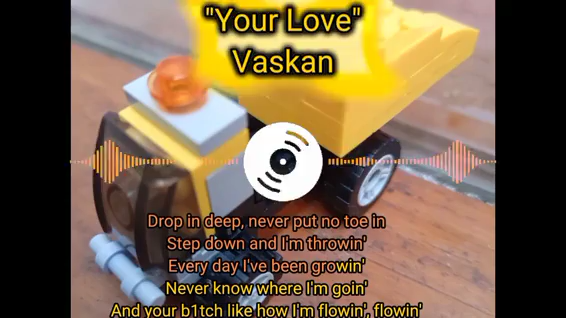 "Your Love"
Vaskan
Drop in deep, never put no toe in
Step down and I'm throwin'
Every day I've been growin'
Never know where I'm goin'
And your b1tch like how I'm flowin', flowin'